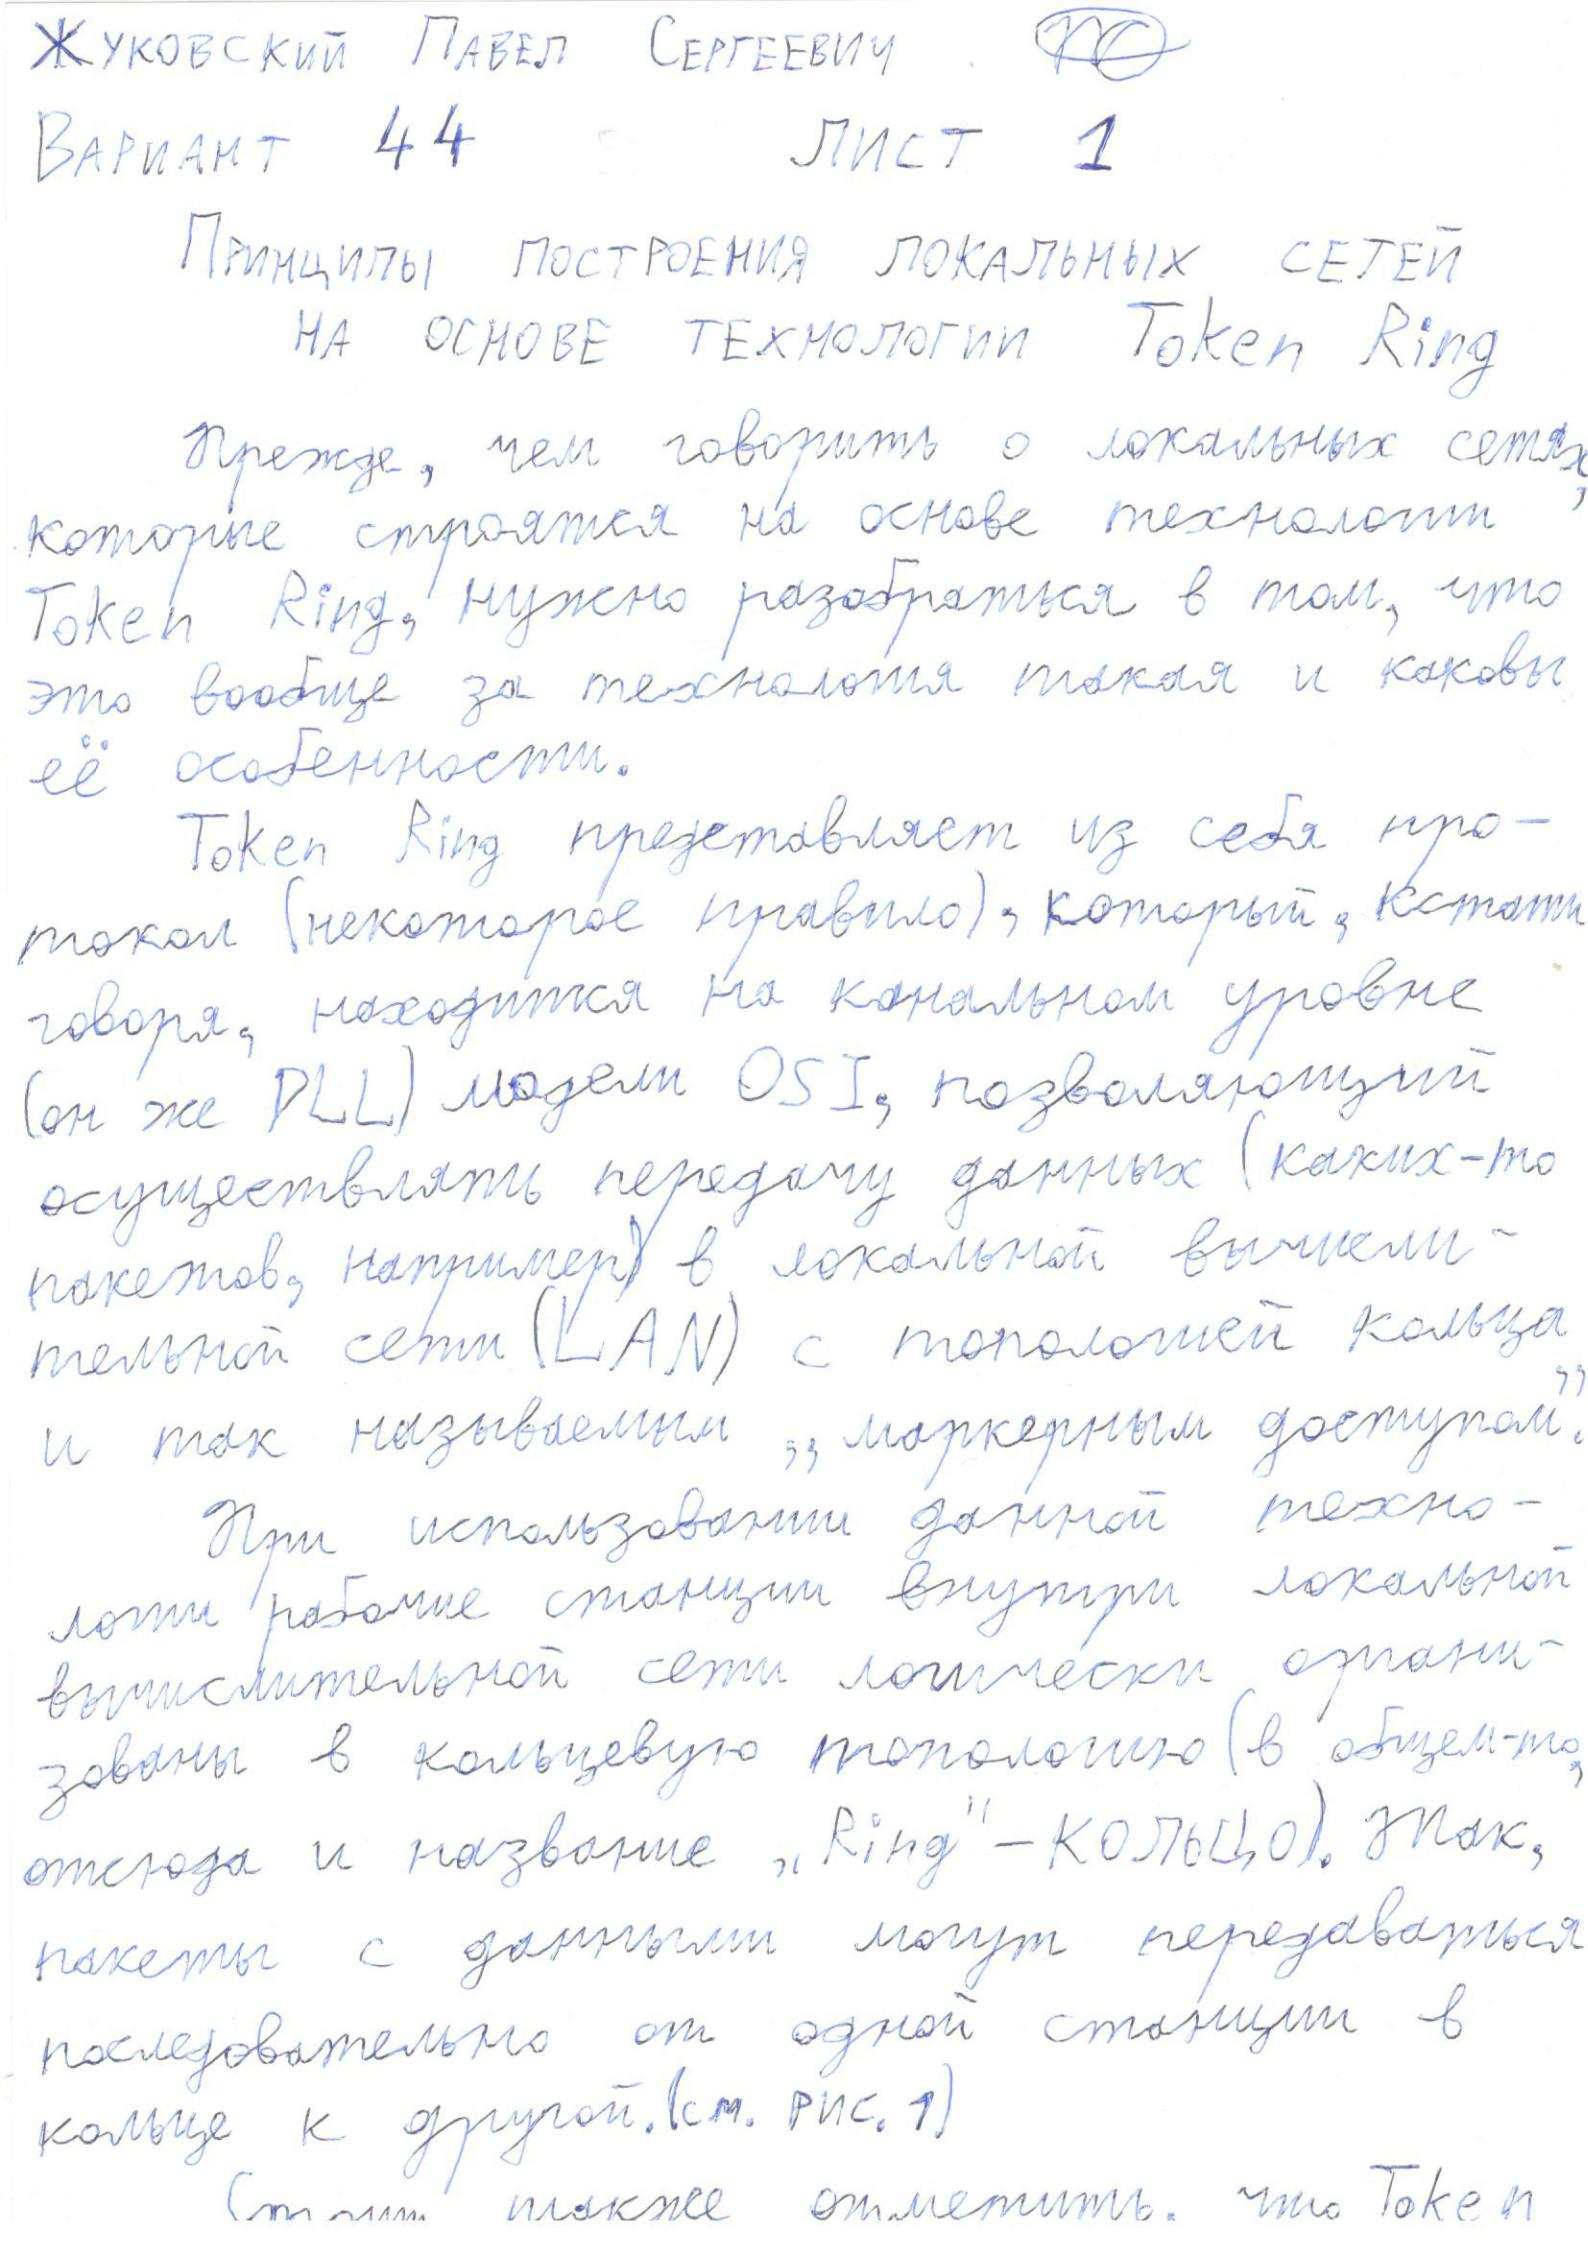 Жуковский Павел Сергеевич
Вариант 44 лист 1
Принципы построения локальных сетей
на основе технологии Token Ring
Прежде, чем говорить о локальных сетях,
которые строятся на основе технологии
Token Ring, нужно разобраться в том, что
это вообще за технология такая и каковы
её особенности.
Token Ring представляет из себя про-
токол (некоторое правило), который, кстати
говоря, находится на канальном уровне
(он же DLL) модели OSI, позволяющий
осуществлять передачу данных (каких-то
пакетов, например) в локальной вычисли-
тельной сети (LAN) с топологией кольца
и так называемым „маркерным доступом”.
При использовании данной техно-
логии рабочие станции внутри локальной
вычислительной сети логически органи-
зованы в кольцевую топологию (в общем-то,
отсюда и название „Ring" – кольцо). Так,
пакеты с данными могут передаваться
последовательно от одной станции в
кольце к другой. (см. рис. 1)
Стоит также отметить, что Token